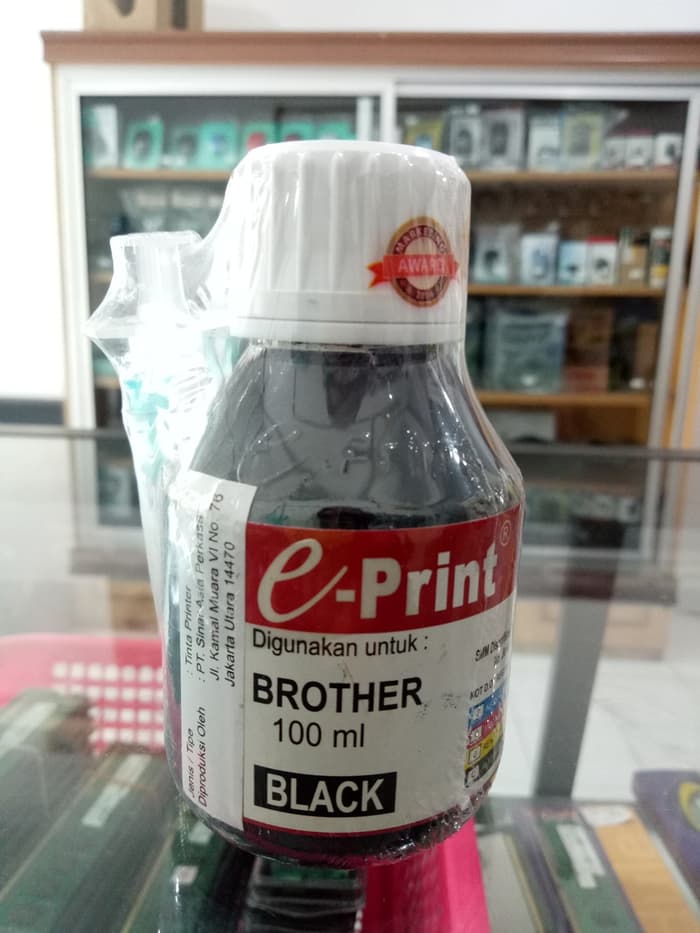 MARKETING
AWARD
e-Print®
Digunakan untuk :
BROTHER
100 ml
BLACK
Jenis / Tipe : Tinta Printer
Diproduksi Oleh : PT. Sinar Asia Perkasa
Jl. Kamal Muara VI No. 76
Jakarta Utara 14470